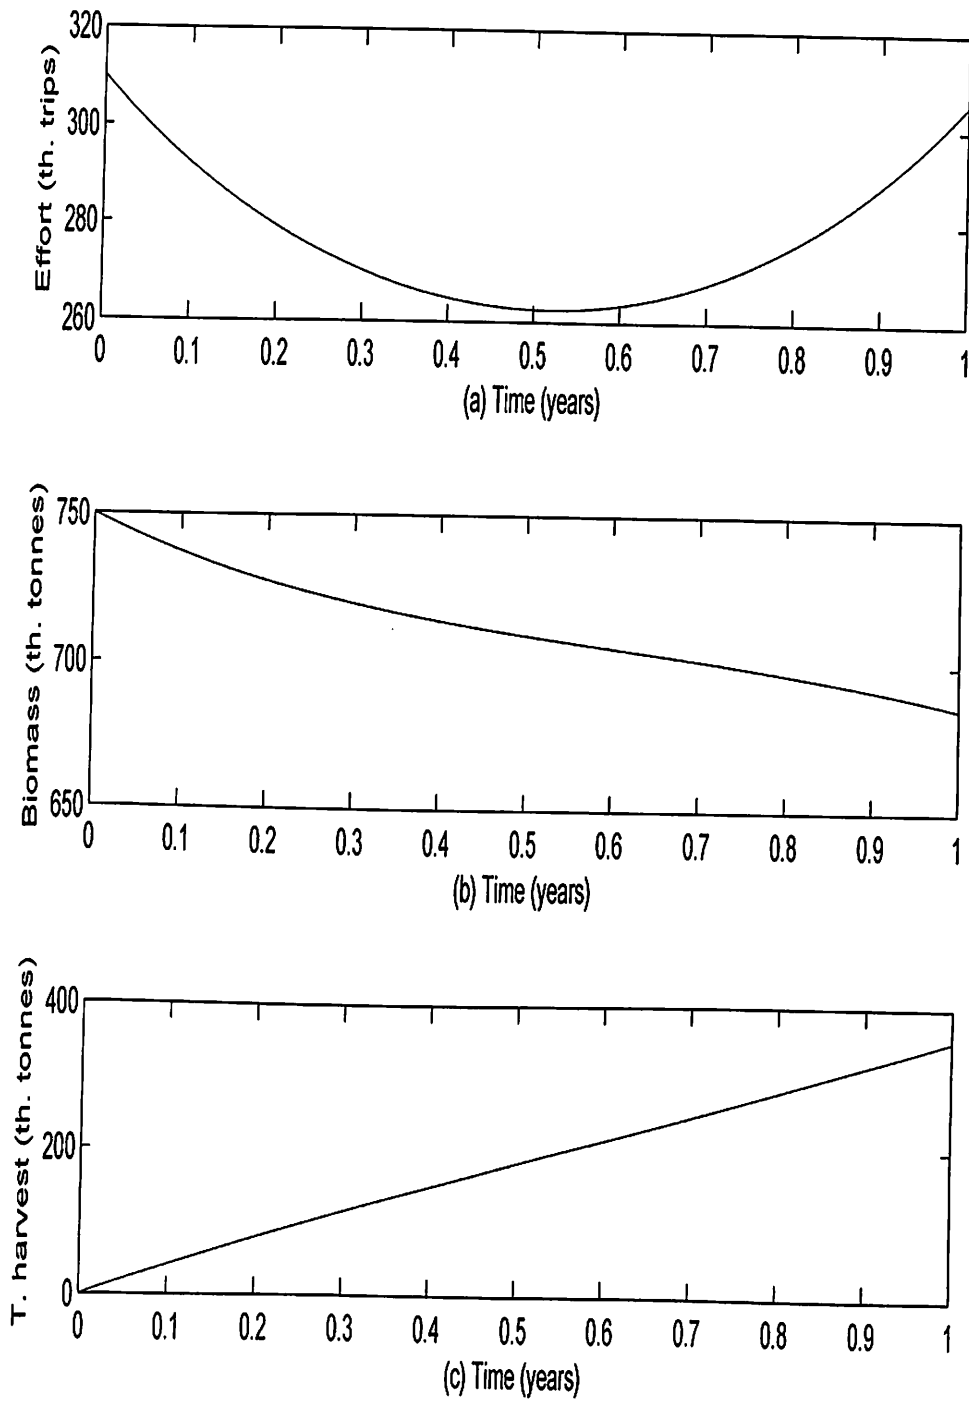 Effort (th. trips)
320
300
280
260
0 0.1 0.2 0.3 0.4 0.5 0.6 0.7 0.8 0.9 1
(a) Time (years)
Biomass (th. tonnes)
750
700
650
0 0.1 0.2 0.3 0.4 0.5 0.6 0.7 0.8 0.9 1
(b) Time (years)
T. harvest (th. tonnes)
400
200
0
0 0.1 0.2 0.3 0.4 0.5 0.6 0.7 0.8 0.9 1
(c) Time (years)